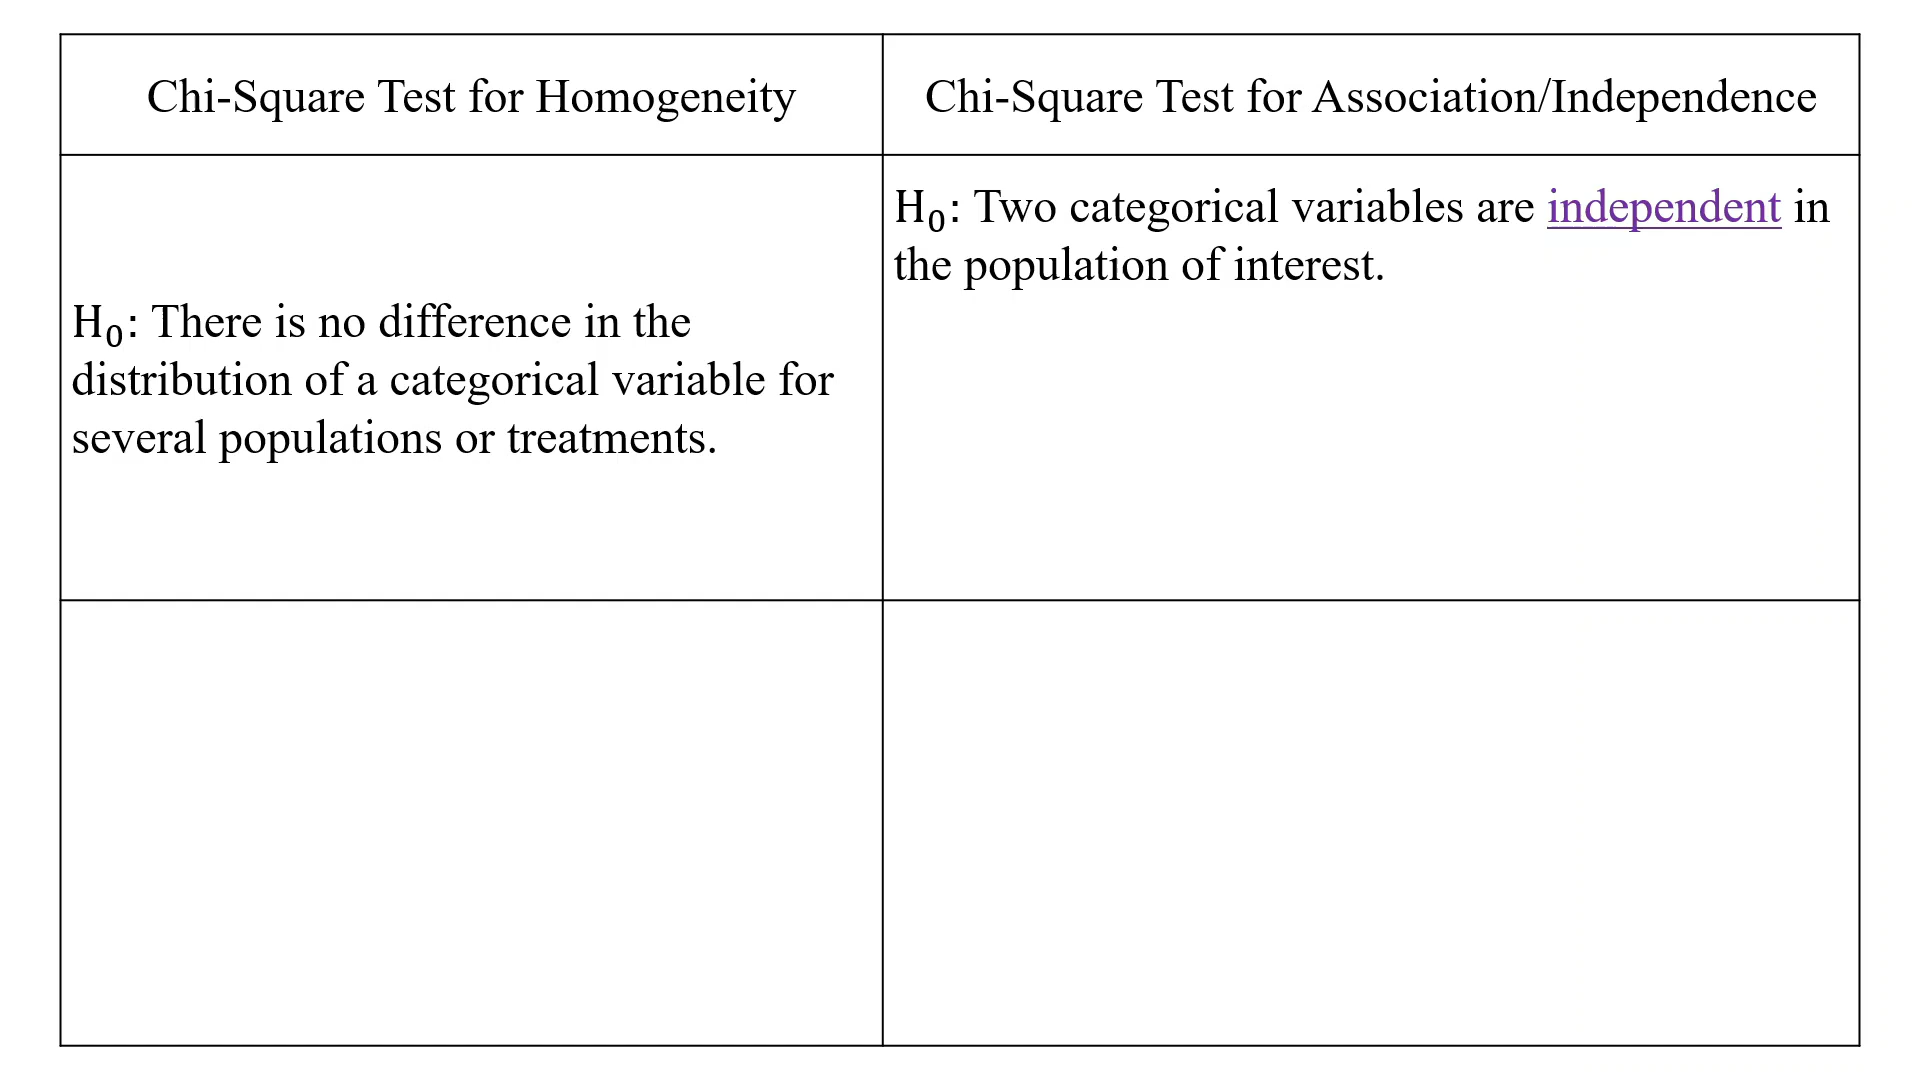 Chi-Square Test for Homogeneity
Chi-Square Test for Association/Independence
H₀: There is no difference in the
distribution of a categorical variable for
several populations or treatments.
H₀: Two categorical variables are independent in
the population of interest.